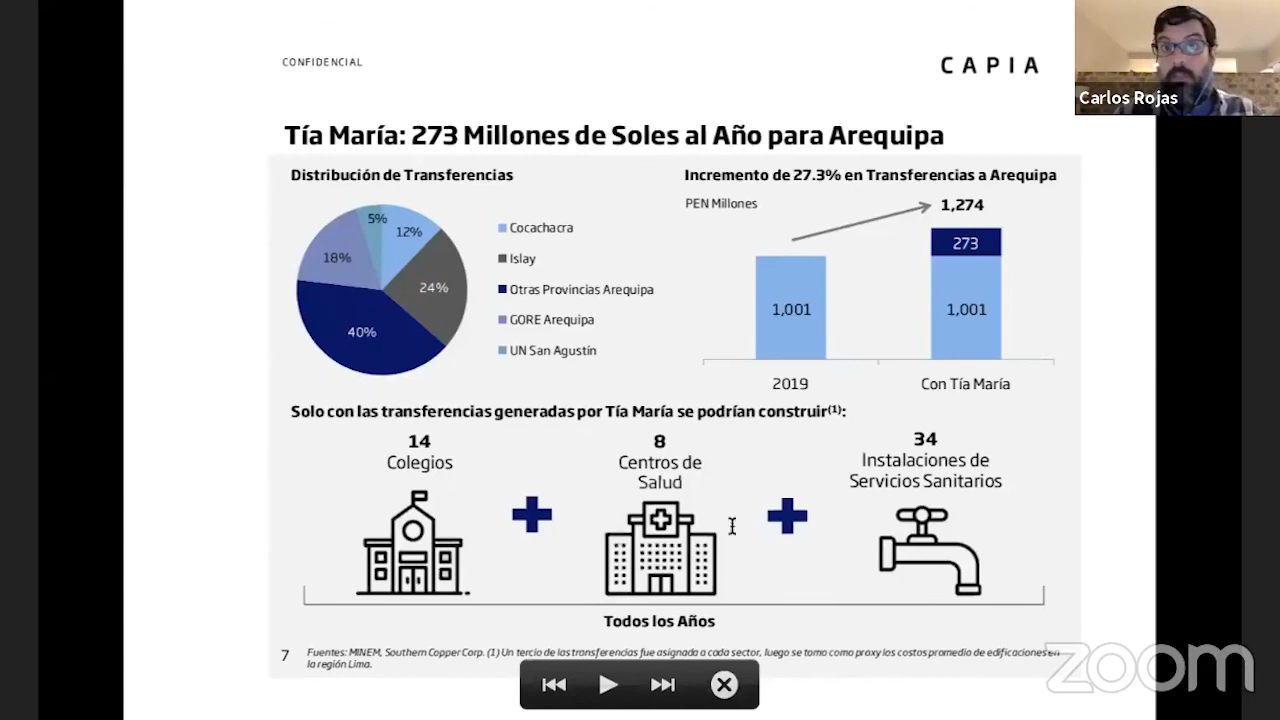 CONFIDENCIAL
CAPIA
Carlos Rojas
Tía María: 273 Millones de Soles al Año para Arequipa
Distribución de Transferencias
5%
12%
18%
24%
40%
Cocachacra
Islay
Otras Provincias Arequipa
GORE Arequipa
UN San Agustín
Incremento de 27.3% en Transferencias a Arequipa
PEN Millones
1,274
273
1,001
1,001
2019
Con Tía María
Solo con las transferencias generadas por Tía María se podrían construir(1):
14
Colegios
8
Centros de
Salud
34
Instalaciones de
Servicios Sanitarios
Todos los Años
7
Fuentes: MINEM, Southern Copper Corp. (1) Un tercio de las transferencias fue asignada a cada sector, luego se tomo como proxy los costos promedio de edificaciones en
la región Lima.
zoom